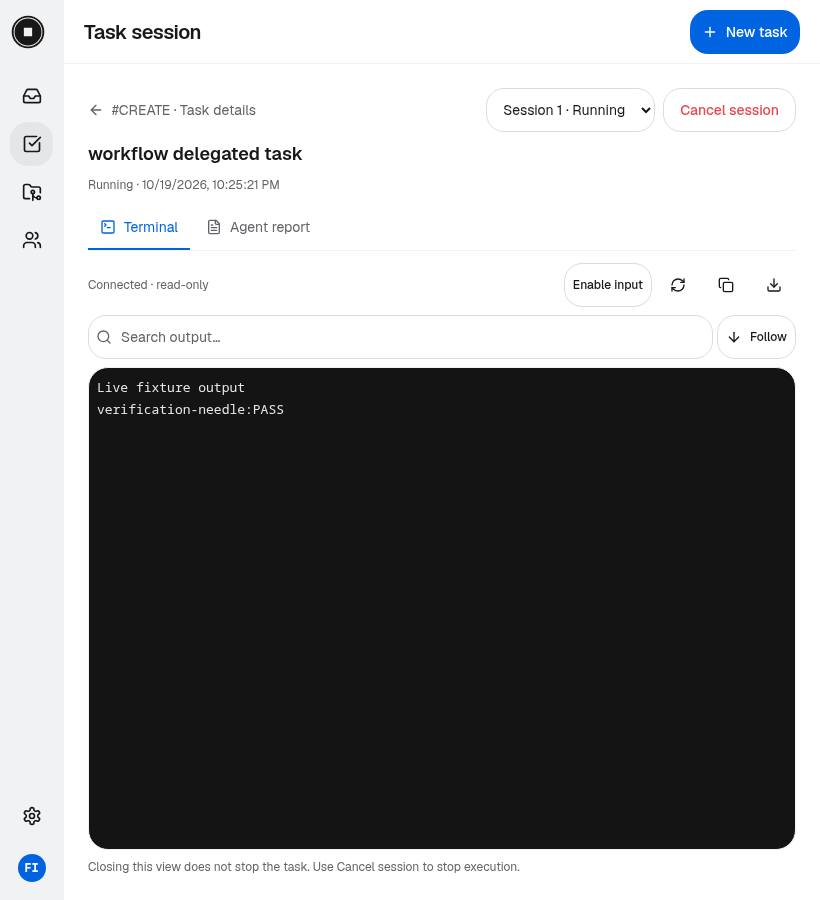 Task session
+ New task
#CREATE · Task details
Session 1 · Running
Cancel session
workflow delegated task
Running · 10/19/2026, 10:25:21 PM
Terminal
Agent report
Connected · read-only
Enable input
Search output…
Follow
Live fixture output
verification-needle:PASS
Closing this view does not stop the task. Use Cancel session to stop execution.
FI